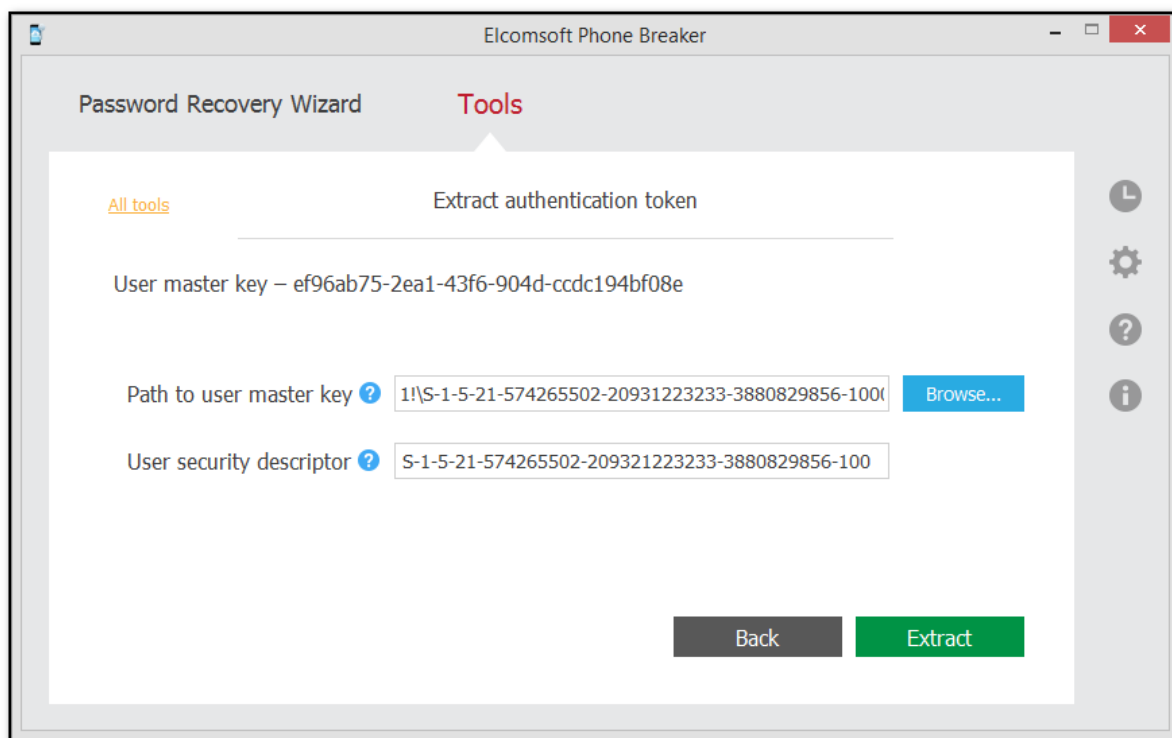 Elcomsoft Phone Breaker
Password Recovery Wizard Tools
All tools Extract authentication token
User master key – ef96ab75-2ea1-43f6-904d-ccdc194bf08e
Path to user master key ? 1!\S-1-5-21-574265502-20931223233-3880829856-100( Browse...
User security descriptor ? S-1-5-21-574265502-209321223233-3880829856-100
Back Extract